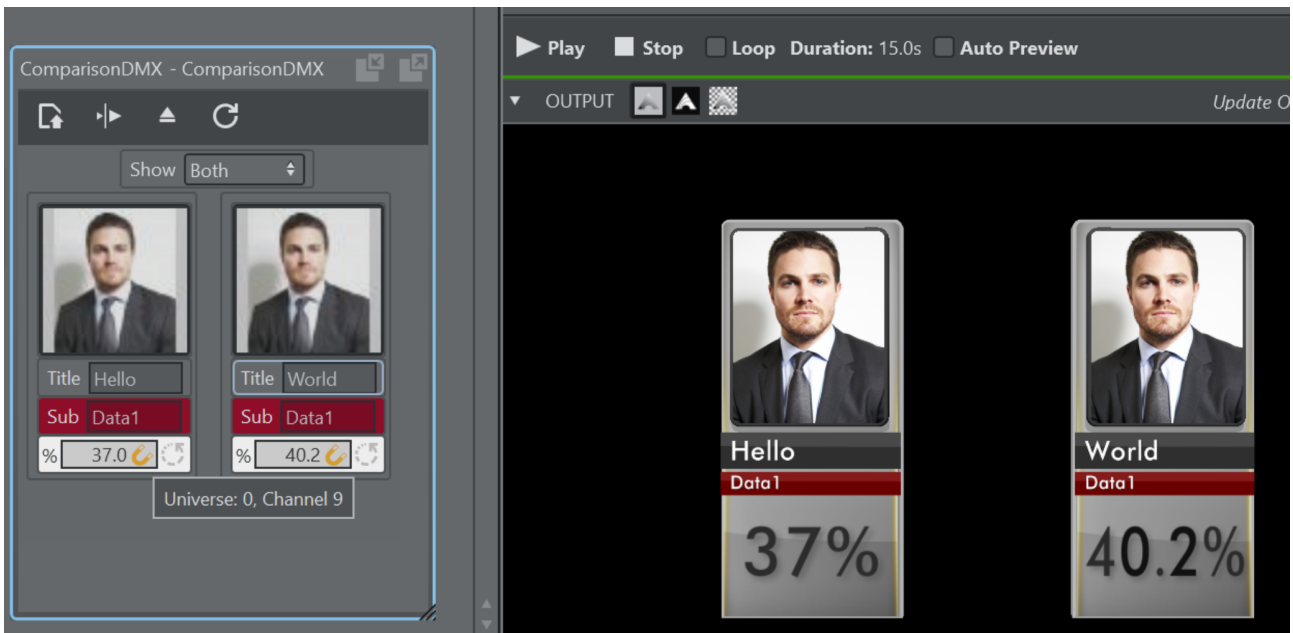 ComparisonDMX - ComparisonDMX
Show Both
Title Hello
Sub Data1
% 37.0
Title World
Sub Data1
% 40.2
Universe: 0, Channel 9
Play Stop Loop Duration: 15.0s Auto Preview
OUTPUT
Update O
Hello
Data1
37%
World
Data1
40.2%